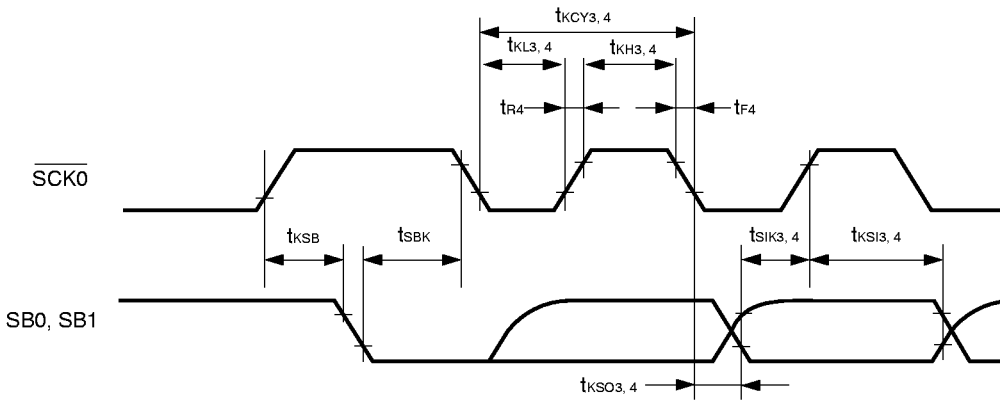 tKCY3, 4
tKL3, 4
tKH3, 4
tR4
tF4
SCK0
tKSB
tSBK
tSIK3, 4
tKSI3, 4
SB0, SB1
tKSO3, 4